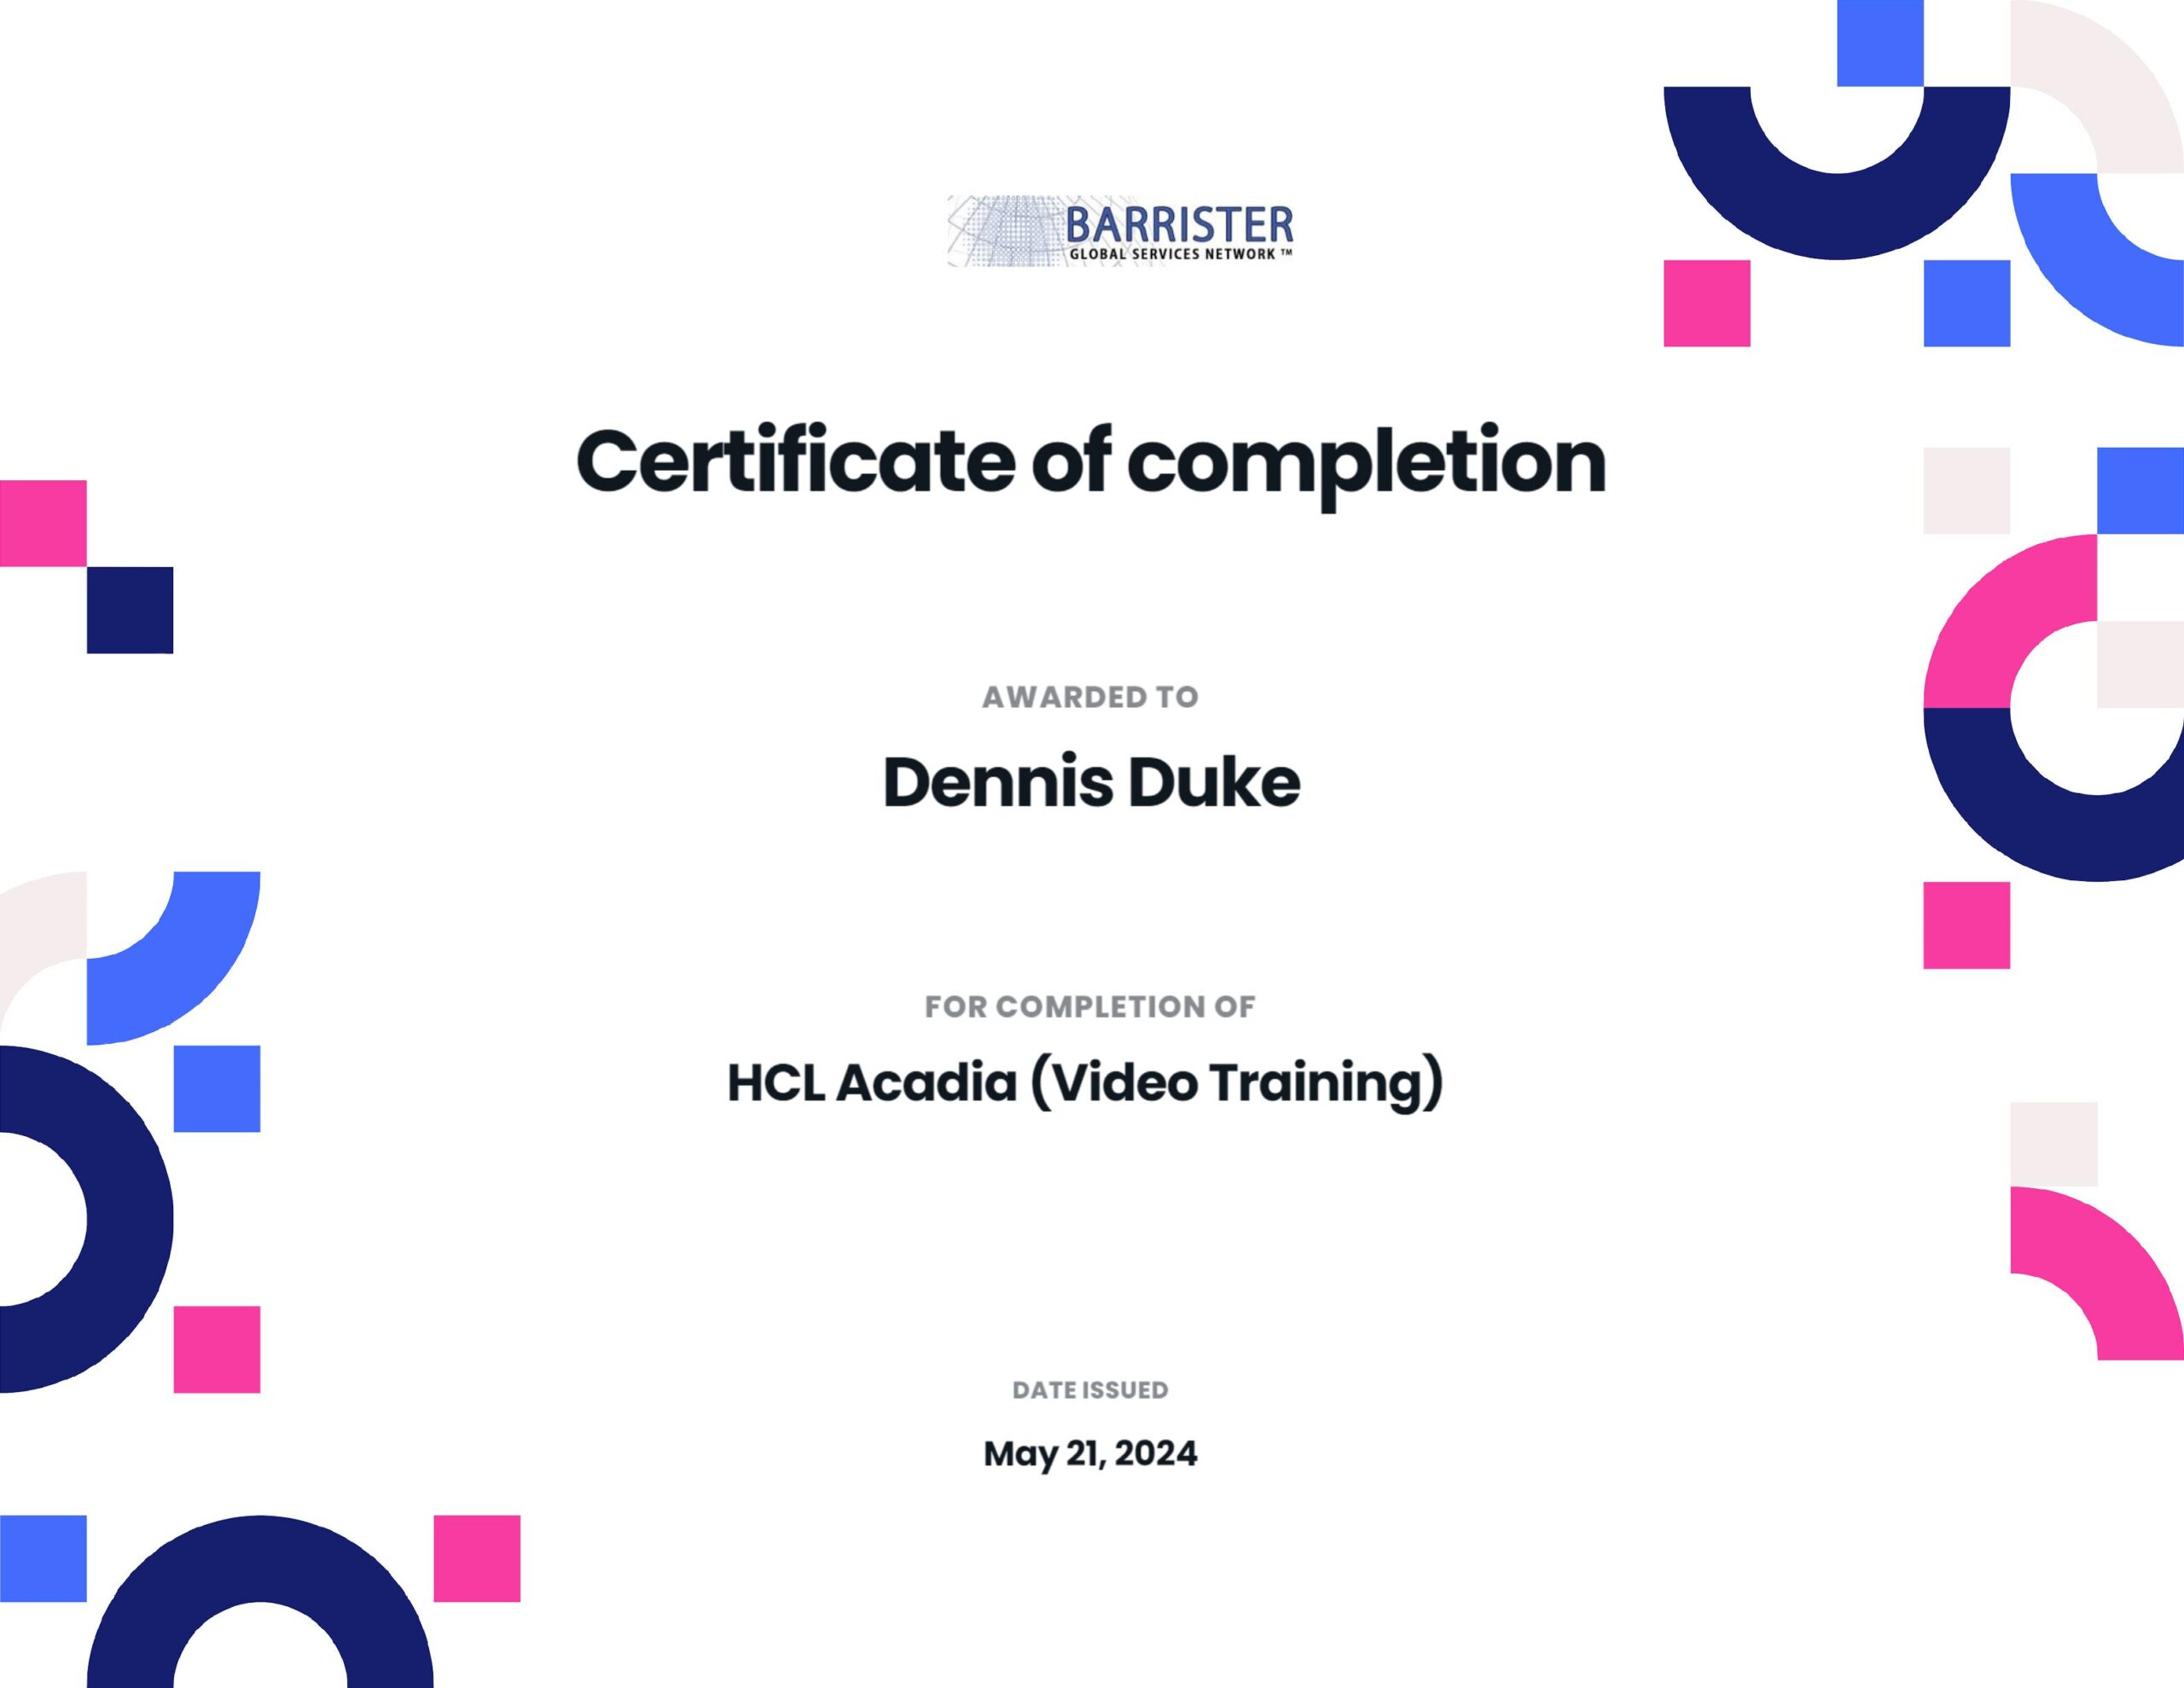 BARRISTER
GLOBAL SERVICES NETWORK ™
Certificate of completion
AWARDED TO
Dennis Duke
FOR COMPLETION OF
HCL Acadia (Video Training)
DATE ISSUED
May 21, 2024